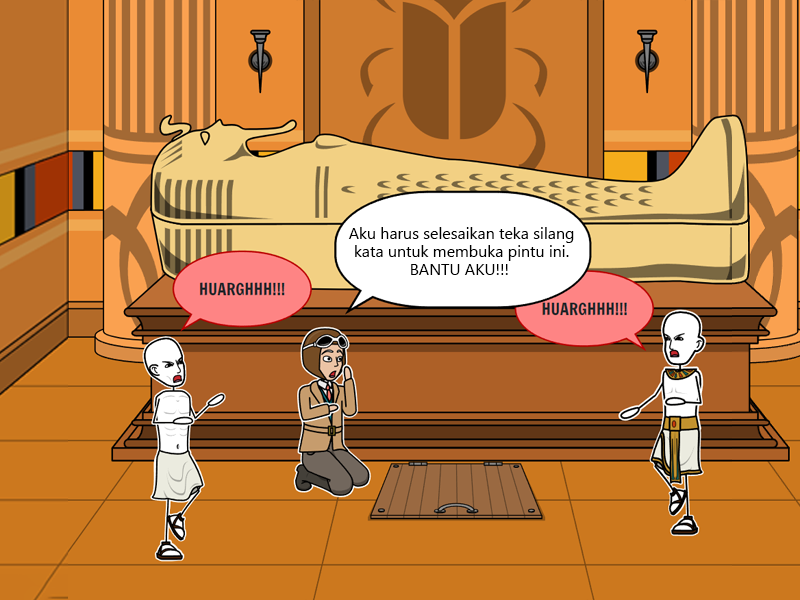 Aku harus selesaikan teka silang
kata untuk membuka pintu ini.
BANTU AKU!!!
HUARGHHH!!!
HUARGHHH!!!